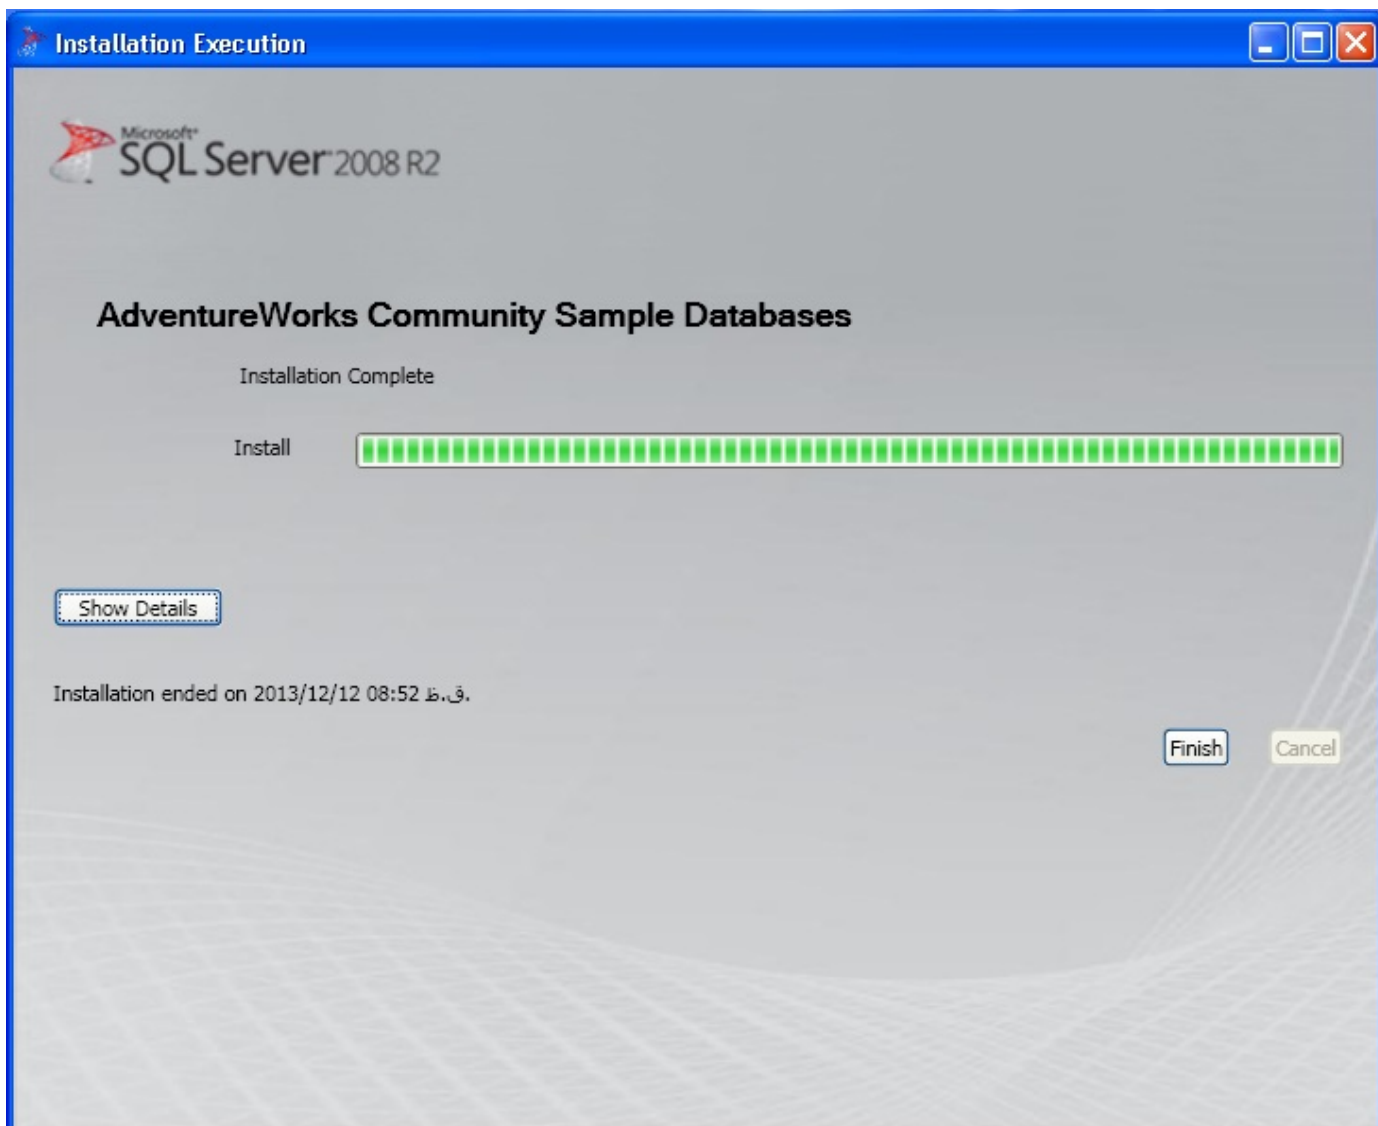 Installation Execution
Microsoft®
SQL Server® 2008 R2
AdventureWorks Community Sample Databases
Installation Complete
Install
Show Details
Installation ended on 2013/12/12 08:52 ق.ظ.
Finish
Cancel